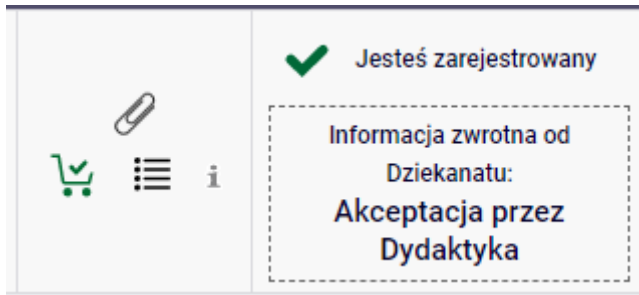 Jesteś zarejestrowany
Informacja zwrotna od
Dziekanatu:
Akceptacja przez
Dydaktyka